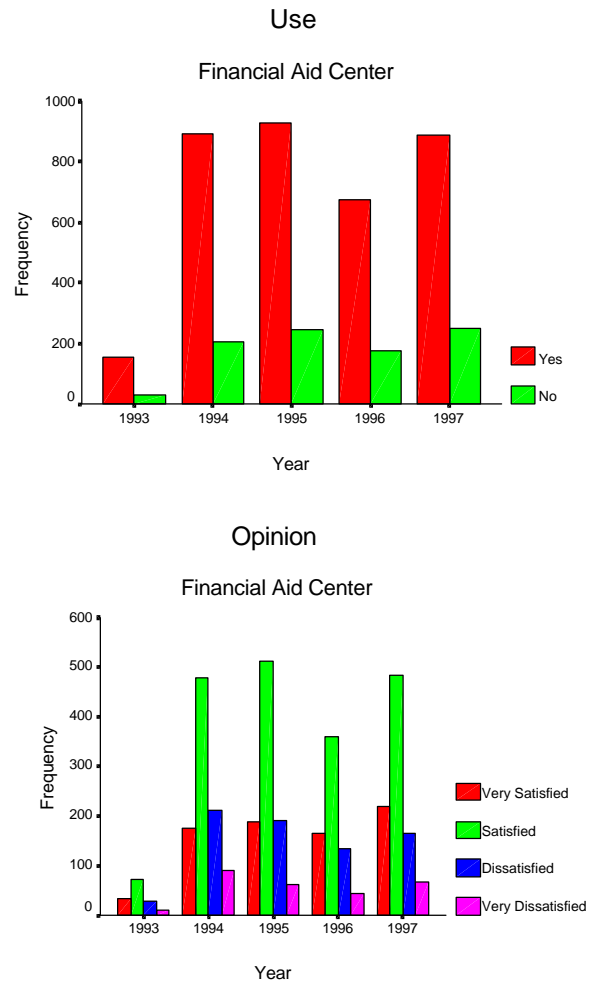 Use
Financial Aid Center
1000
800
600
400
200
0
Frequency
1993 1994 1995 1996 1997
Year
Yes
No
Opinion
Financial Aid Center
600
500
400
300
200
100
0
Frequency
1993 1994 1995 1996 1997
Year
Very Satisfied
Satisfied
Dissatisfied
Very Dissatisfied